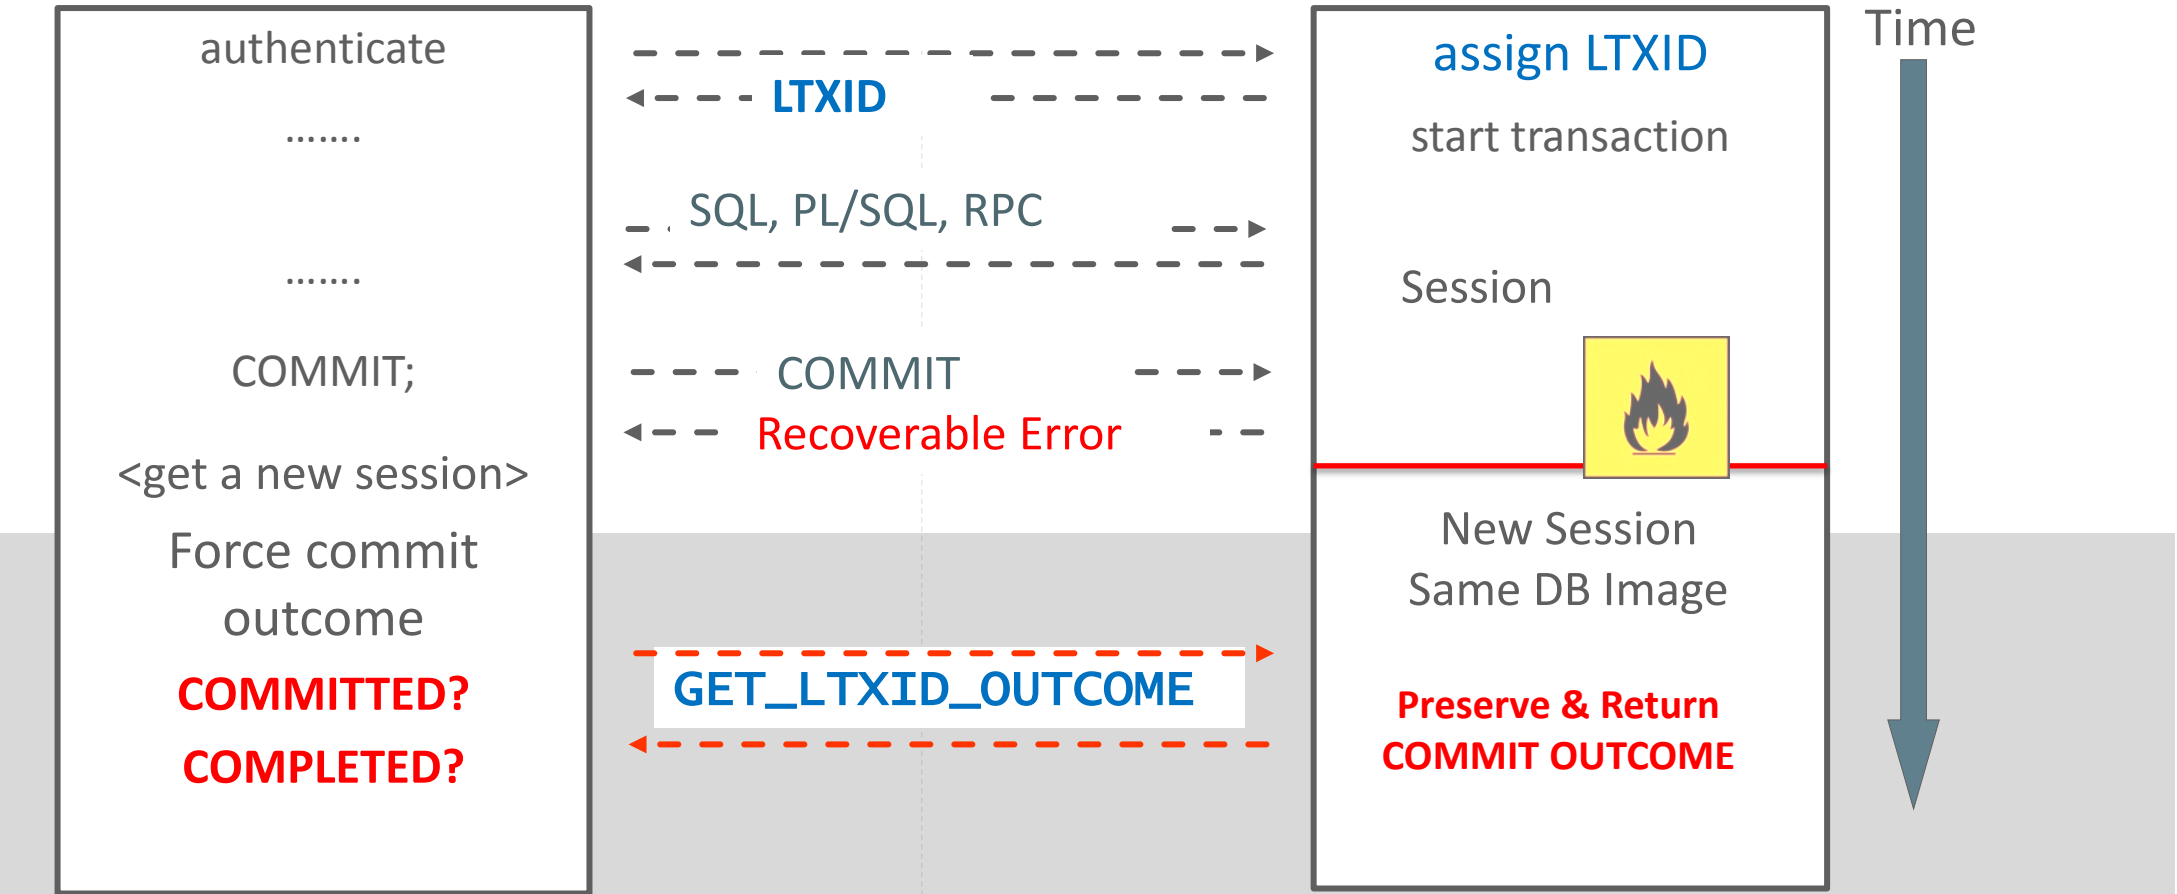 authenticate
.......
.......
COMMIT;
<get a new session>
Force commit
outcome
COMMITTED?
COMPLETED?
LTXID
SQL, PL/SQL, RPC
COMMIT
Recoverable Error
GET_LTXID_OUTCOME
assign LTXID
start transaction
Session
New Session
Same DB Image
Preserve & Return
COMMIT OUTCOME
Time